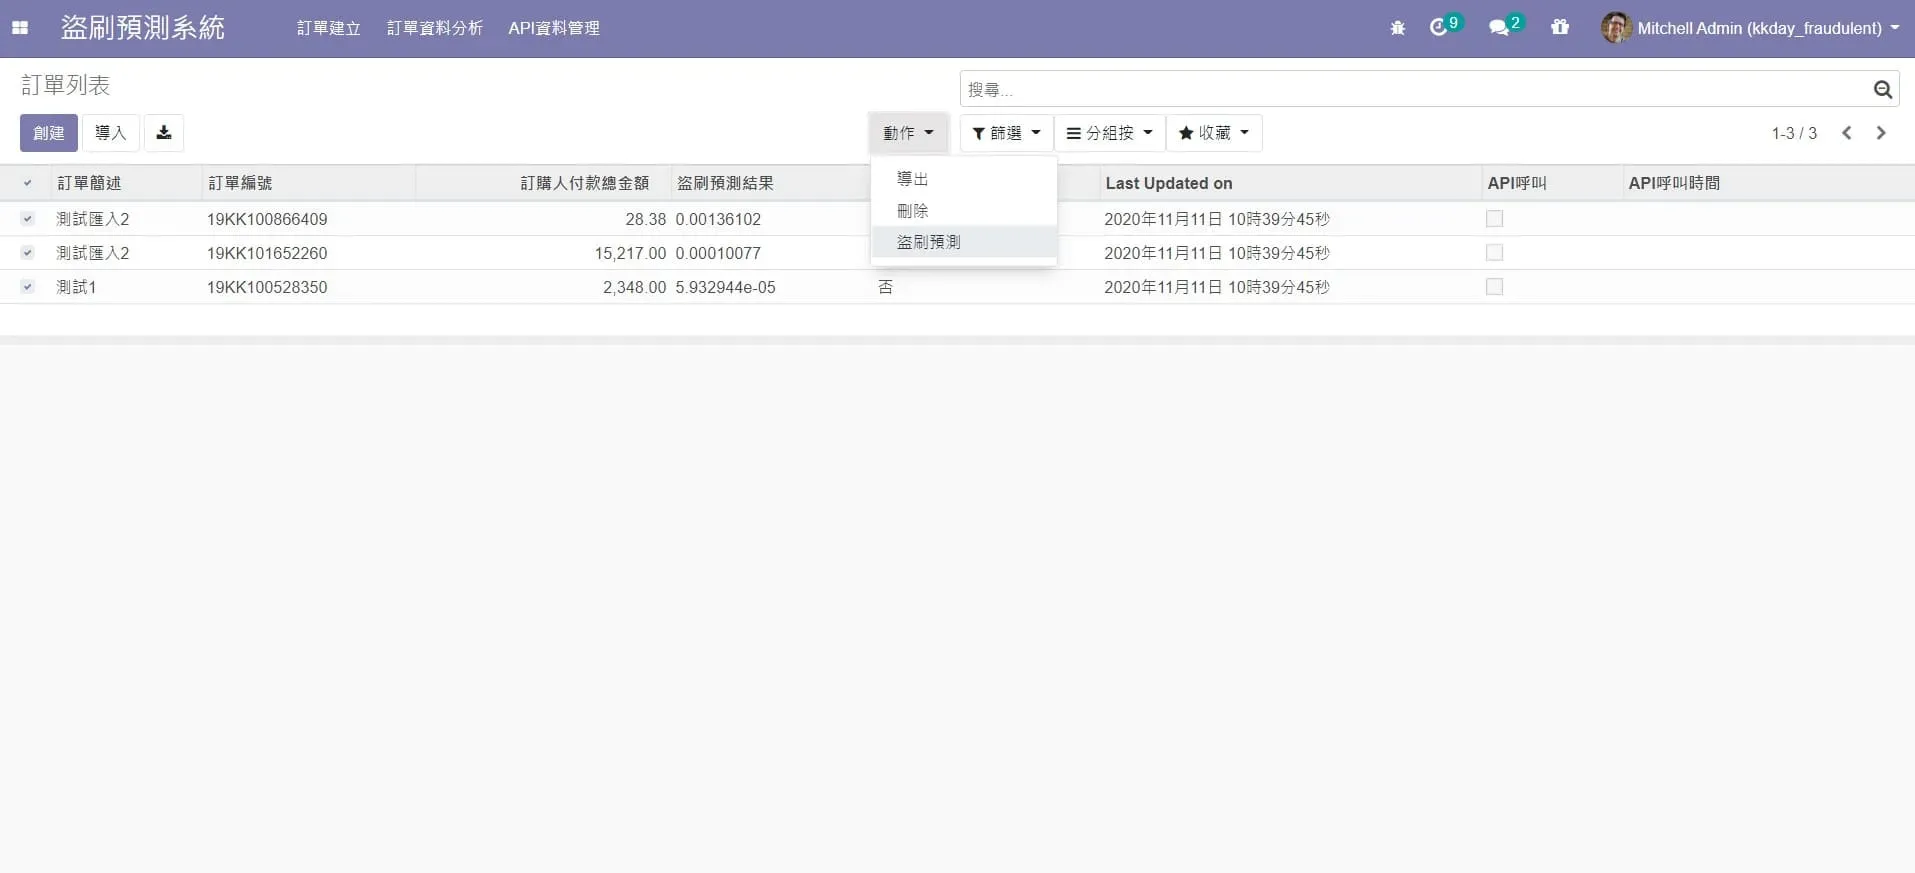 盜刷預測系統 訂單建立 訂單資料分析 API資料管理 9 2 Mitchell Admin (kkday_fraudulent)
訂單列表 搜尋...
創建 導入 動作 篩選 分組按 收藏 1-3 / 3
訂單簡述 訂單編號 訂購人付款總金額 盜刷預測結果 Last Updated on API呼叫 API呼叫時間
導出
刪除
盜刷預測
測試匯入2 19KK100866409 28.38 0.00136102 2020年11月11日 10時39分45秒
測試匯入2 19KK101652260 15,217.00 0.00010077 2020年11月11日 10時39分45秒
測試1 19KK100528350 2,348.00 5.932944e-05 否 2020年11月11日 10時39分45秒